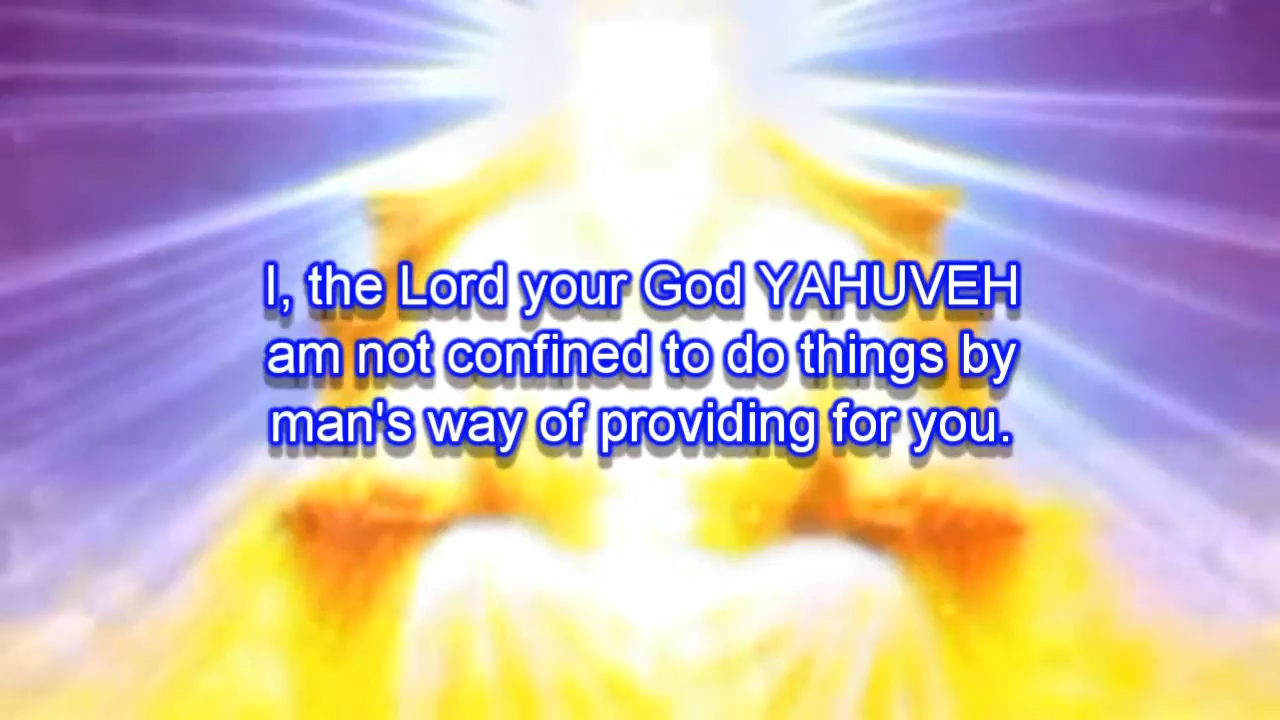 I, the Lord your God YAHUVEH
am not confined to do things by
man's way of providing for you.